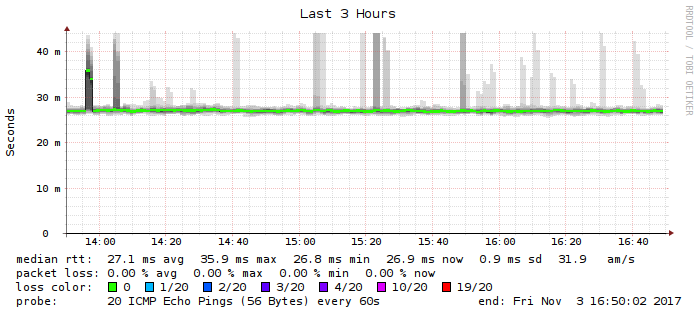 Last 3 Hours
RRDTOOL / TOBI OETIKER
Seconds
40 m
30 m
20 m
10 m
0
14:00 14:20 14:40 15:00 15:20 15:40 16:00 16:20 16:40
median rtt: 27.1 ms avg 35.9 ms max 26.8 ms min 26.9 ms now 0.9 ms sd 31.9 am/s
packet loss: 0.00 % avg 0.00 % max 0.00 % min 0.00 % now
loss color: 0 1/20 2/20 3/20 4/20 10/20 19/20
probe: 20 ICMP Echo Pings (56 Bytes) every 60s end: Fri Nov 3 16:50:02 2017